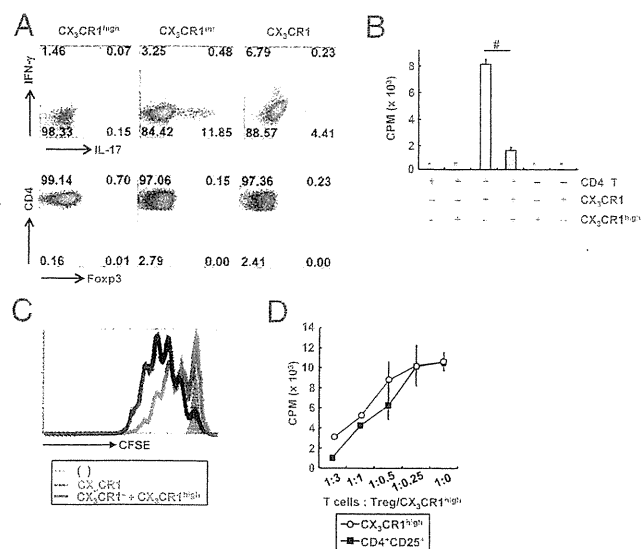 A
CX3CR1high CX3CR1int CX3CR1
1.46 0.07 3.25 0.48 6.79 0.23
IFN-γ
98.33 0.15 84.42 11.85 88.57 4.41
IL-17
99.14 0.70 97.06 0.15 97.36 0.23
CD4
0.16 0.01 2.79 0.00 2.41 0.00
Foxp3
B
#
CPM (x 10³)
8
6
4
2
0
CD4 T
CX3CR1
CX3CR1high
C
CFSE
( )
CX3CR1
CX3CR1– + CX3CR1high
D
CPM (x 10³)
14
12
10
8
6
4
2
0
1:3 1:1 1:0.5 1:0.25 1:0
T cells : Treg/CX3CR1high
CX3CR1high
CD4+CD25+